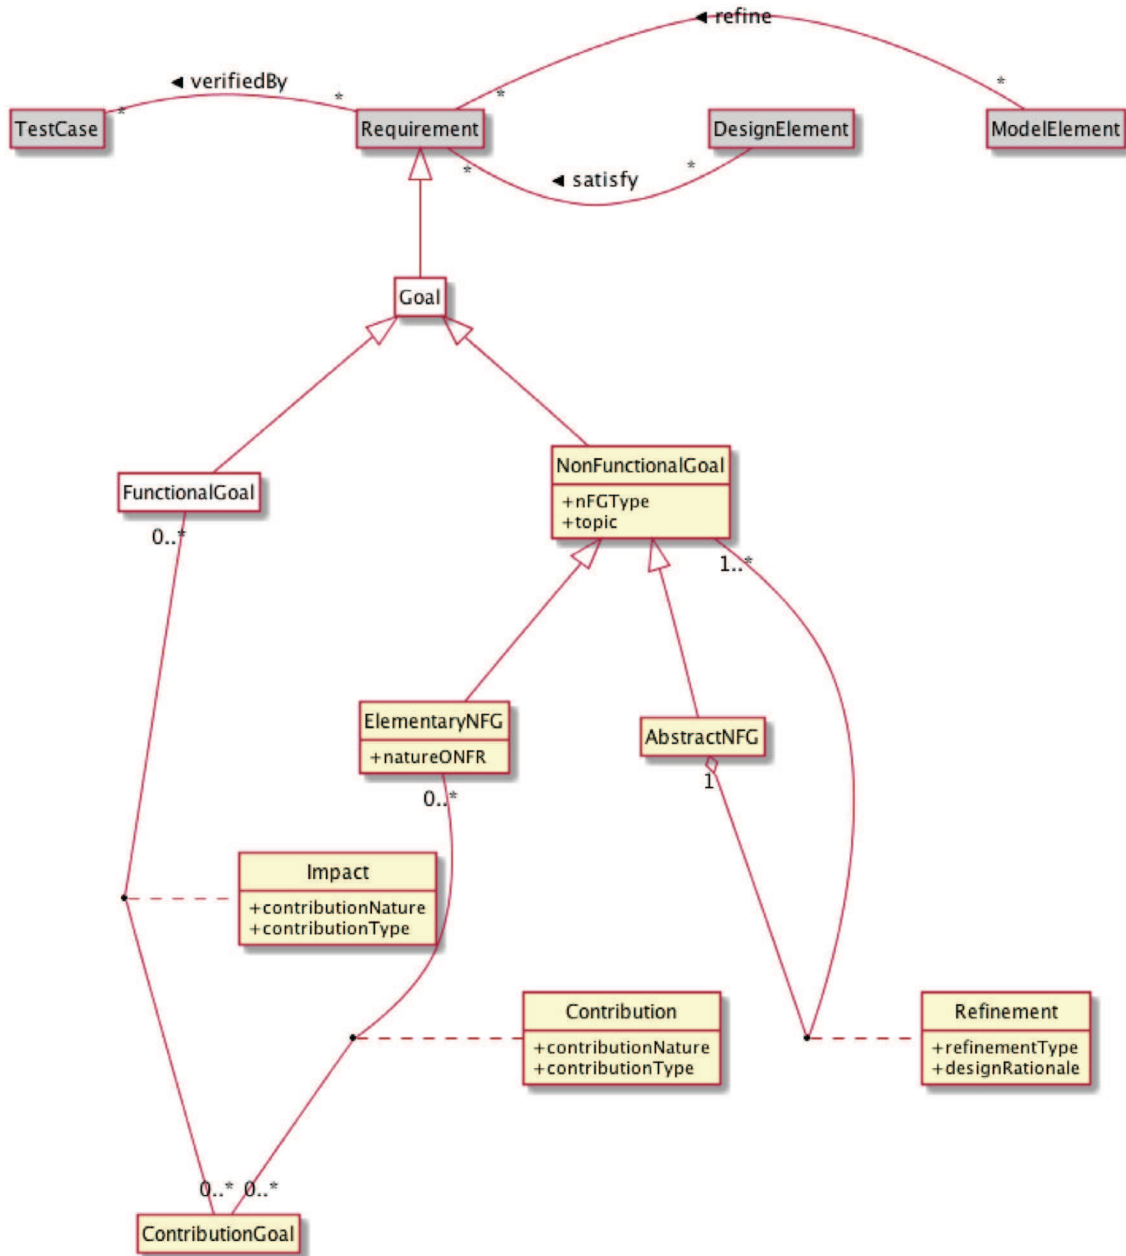 ◄ refine
◄ verifiedBy
*
*
*
*
TestCase
Requirement
DesignElement
ModelElement
*
*
◄ satisfy
Goal
NonFunctionalGoal
+nFGType
+topic
FunctionalGoal
0..*
1..*
ElementaryNFG
+natureONFR
AbstractNFG
1
0..*
Impact
+contributionNature
+contributionType
Contribution
+contributionNature
+contributionType
Refinement
+refinementType
+designRationale
0..* 0..*
ContributionGoal